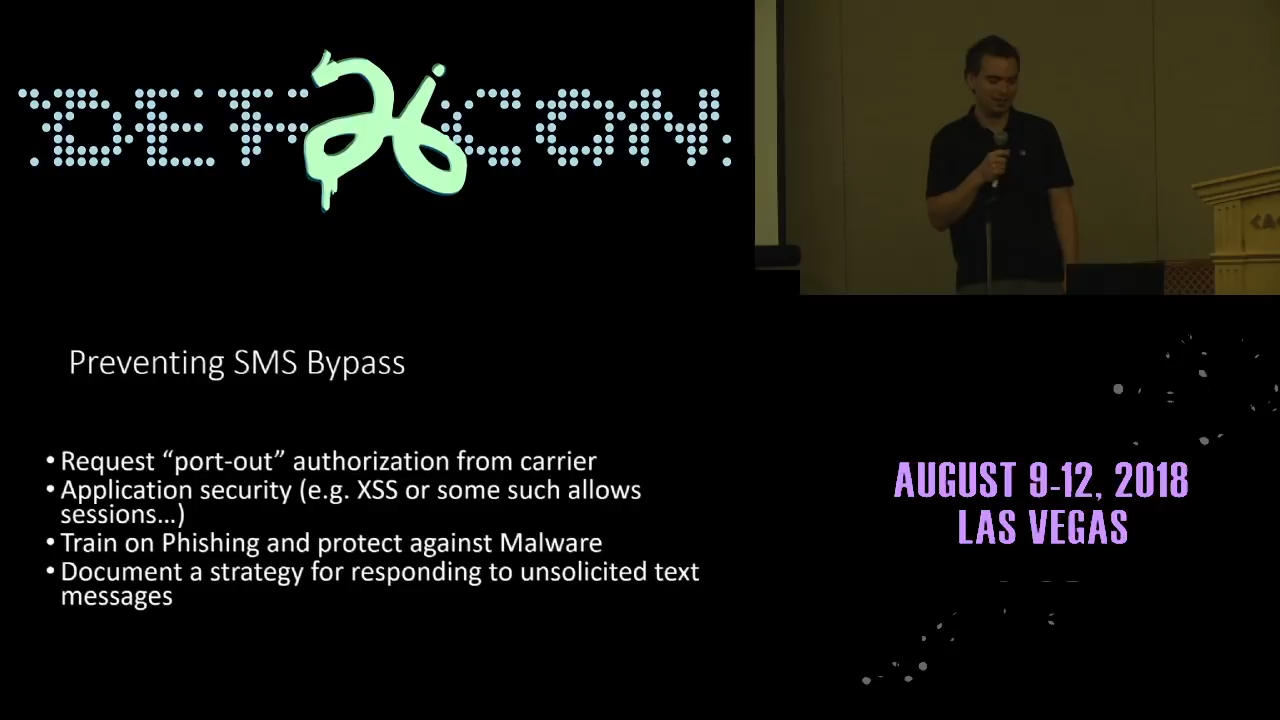 DEF 26 CON
Preventing SMS Bypass
• Request “port-out” authorization from carrier
• Application security (e.g. XSS or some such allows
sessions…)
• Train on Phishing and protect against Malware
• Document a strategy for responding to unsolicited text
messages
AUGUST 9-12, 2018
LAS VEGAS